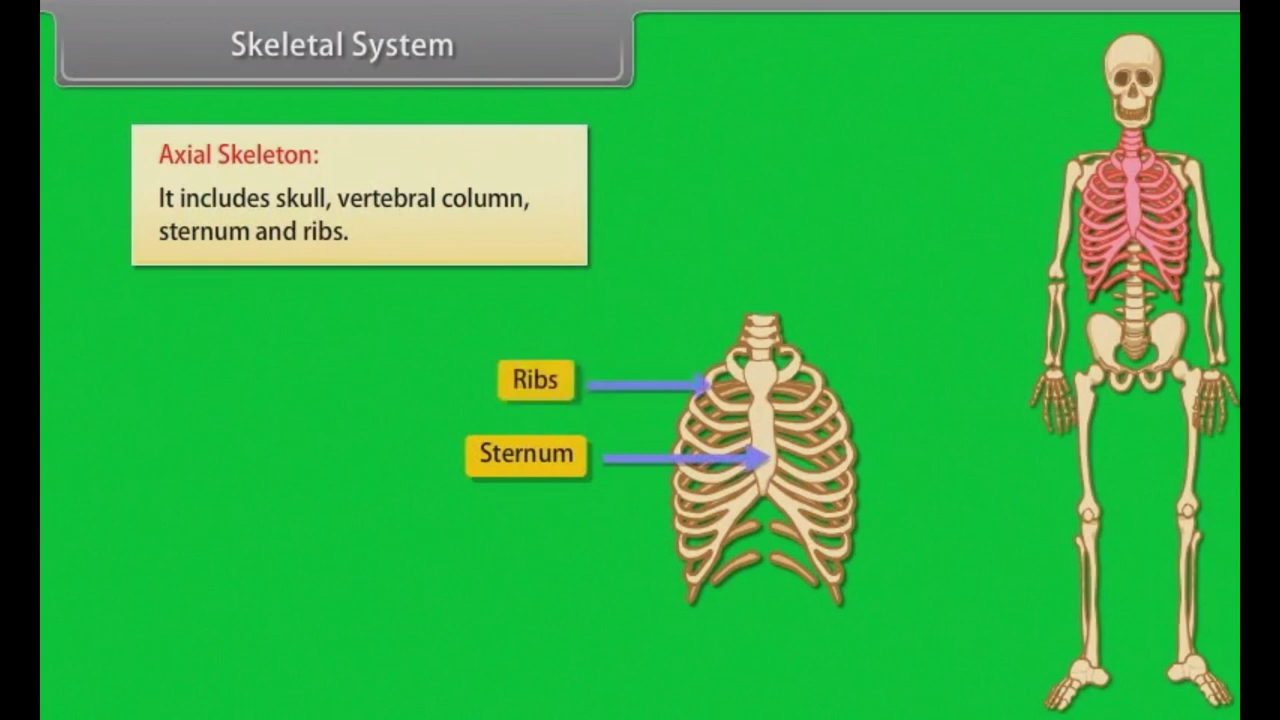 Skeletal System
Axial Skeleton:
It includes skull, vertebral column,
sternum and ribs.
Ribs
Sternum